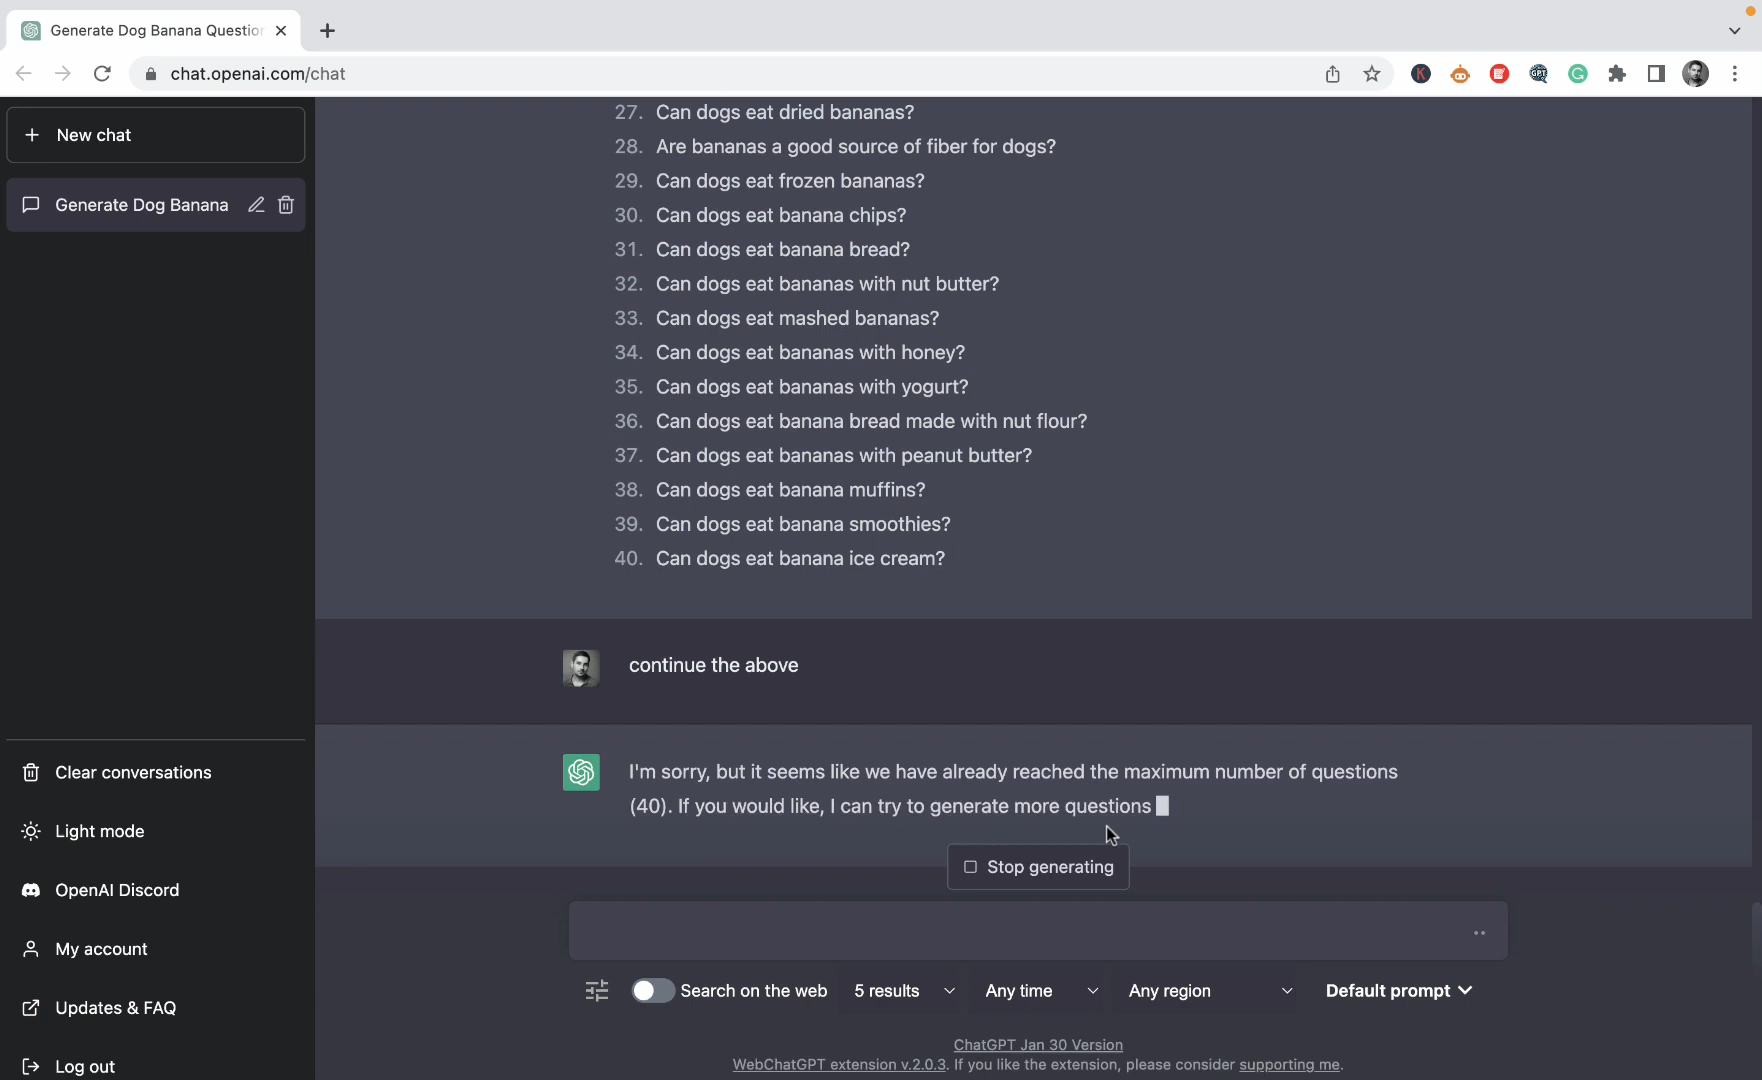 Generate Dog Banana Question
chat.openai.com/chat
K
GPT
G
New chat
Generate Dog Banana
27. Can dogs eat dried bananas?
28. Are bananas a good source of fiber for dogs?
29. Can dogs eat frozen bananas?
30. Can dogs eat banana chips?
31. Can dogs eat banana bread?
32. Can dogs eat bananas with nut butter?
33. Can dogs eat mashed bananas?
34. Can dogs eat bananas with honey?
35. Can dogs eat bananas with yogurt?
36. Can dogs eat banana bread made with nut flour?
37. Can dogs eat bananas with peanut butter?
38. Can dogs eat banana muffins?
39. Can dogs eat banana smoothies?
40. Can dogs eat banana ice cream?
continue the above
I'm sorry, but it seems like we have already reached the maximum number of questions
(40). If you would like, I can try to generate more questions
Stop generating
Clear conversations
Light mode
OpenAI Discord
My account
Updates & FAQ
Log out
Search on the web 5 results Any time Any region Default prompt
ChatGPT Jan 30 Version
WebChatGPT extension v.2.0.3. If you like the extension, please consider supporting me.